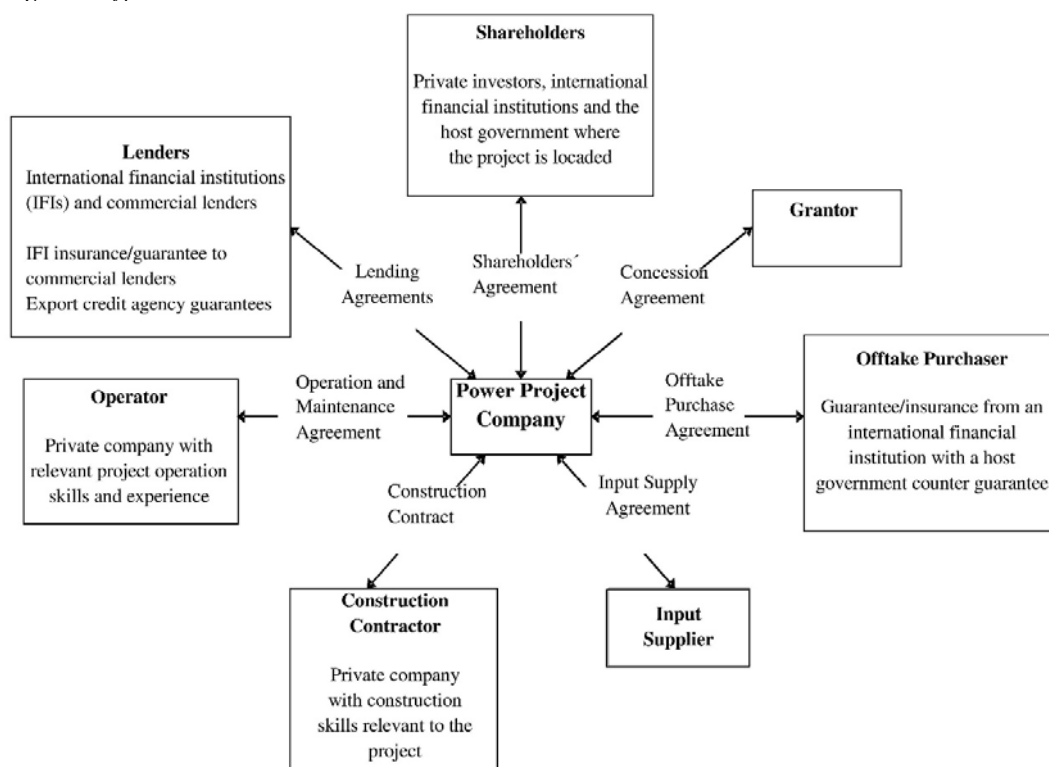 Shareholders
Private investors, international
financial institutions and the
host government where
the project is locaded
Lenders
International financial institutions
(IFIs) and commercial lenders
IFI insurance/guarantee to
commercial lenders
Export credit agency guarantees
Grantor
Lending
Agreements
Shareholders´
Agreement
Concession
Agreement
Operator
Private company with
relevant project operation
skills and experience
Operation and
Maintenance
Agreement
Power Project
Company
Offtake
Purchase
Agreement
Offtake Purchaser
Guarantee/insurance from an
international financial
institution with a host
government counter guarantee
Construction
Contract
Input Supply
Agreement
Construction
Contractor
Private company
with construction
skills relevant to the
project
Input
Supplier